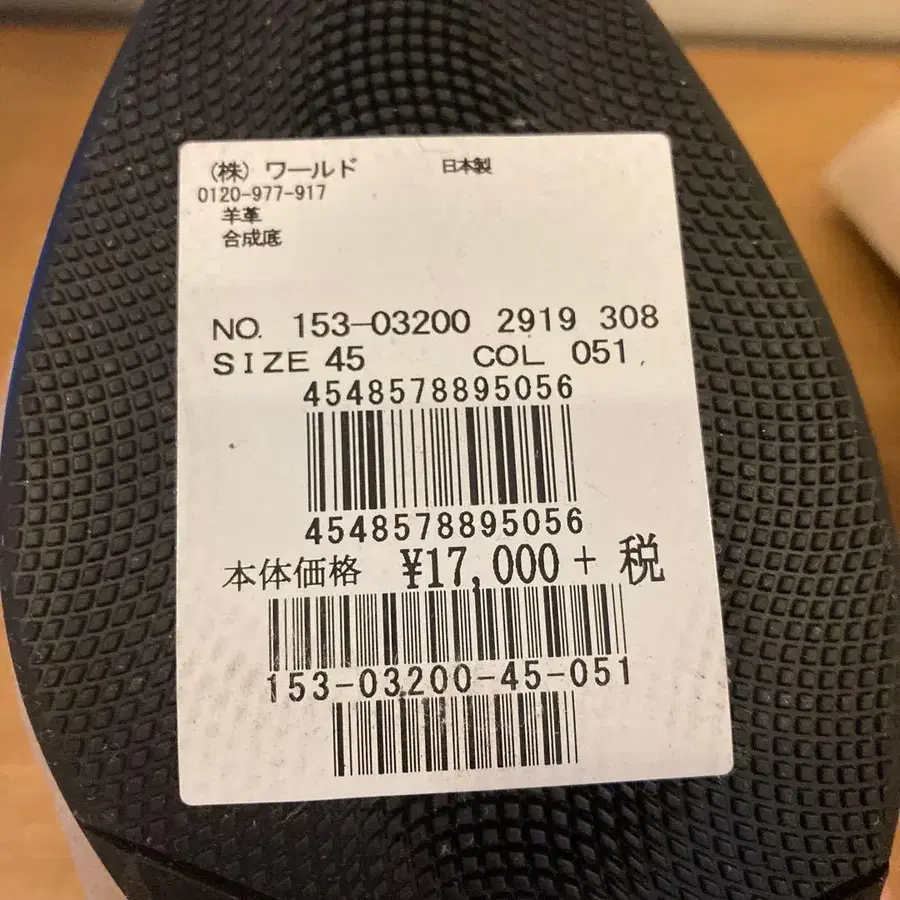 (株) ワールド 日本製
0120-977-917
羊革
合成底
NO. 153-03200 2919 308
SIZE 45 COL 051.
4548578895056
4548578895056
本体価格 ¥17,000 + 税
153-03200-45-051